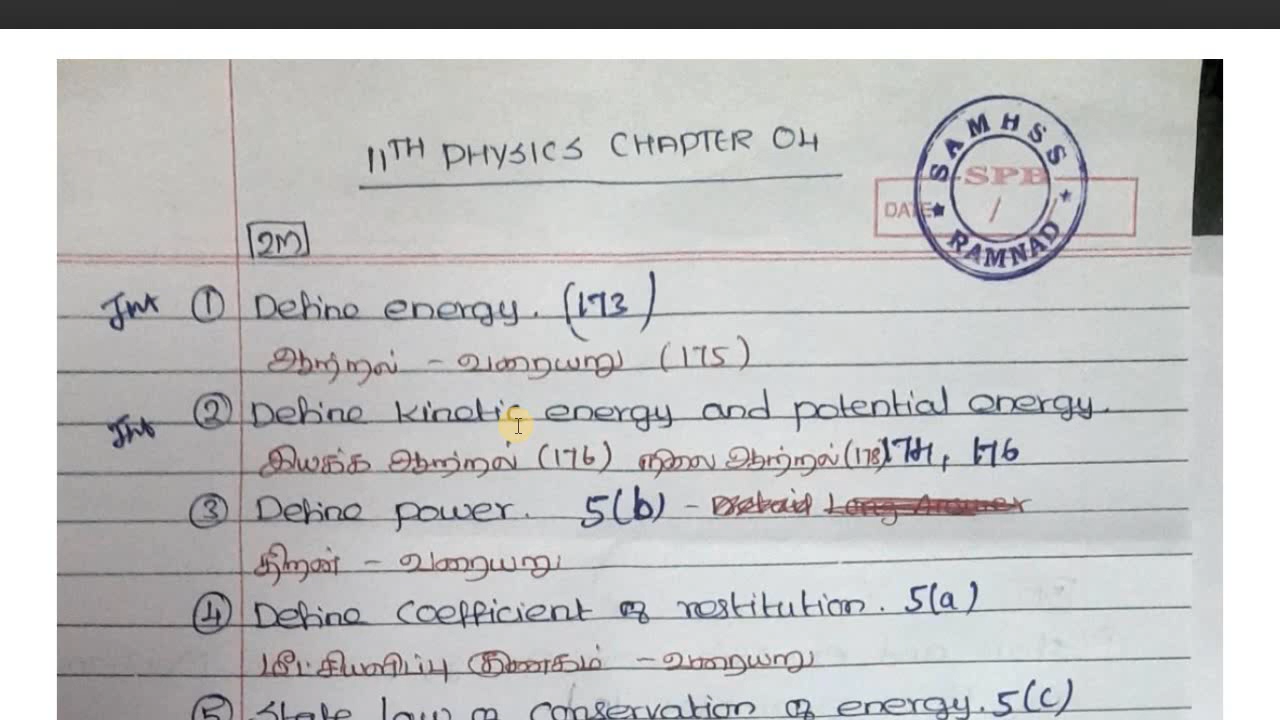 11TH PHYSICS CHAPTER 04
SAMHSS
SPB
DATE / /
RAMNAD
2M
Imt ① Define energy. (173)
ஆற்றல் - வரையறு (175)
Imt ② Define kinetic energy and potential energy.
இயக்க ஆற்றல் (176) நிலை ஆற்றல் (178) 174, 176
③ Define power. 5(b) -
திறன் - வரையறு
④ Define coefficient of restitution. 5(a)
மீட்சியளிப்பு குணகம் - வரையறு
⑤ State law of conservation of energy. 5(c)